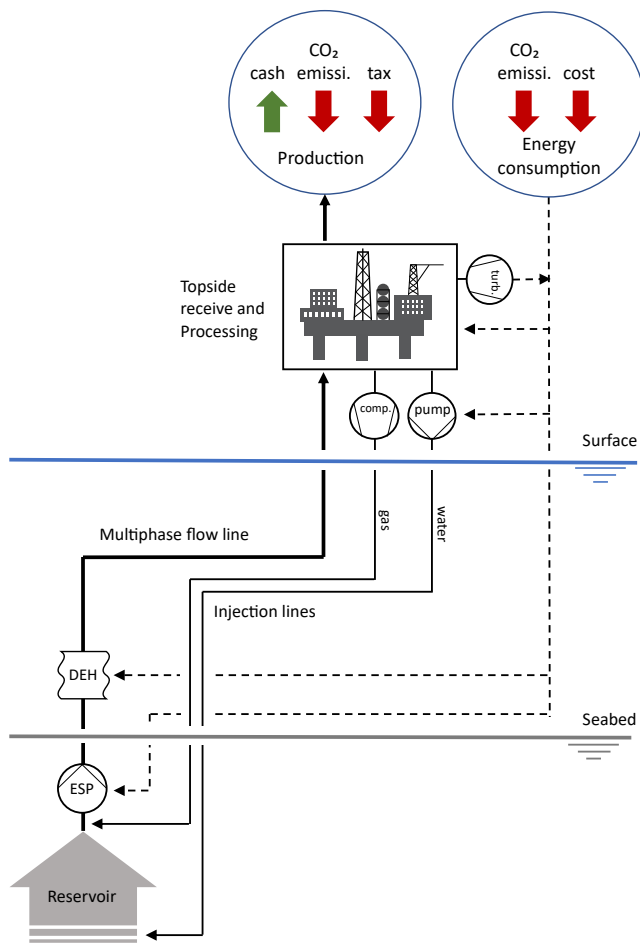 CO₂
cash emissi. tax
Production
CO₂
emissi. cost
Energy
consumption
Topside
receive and
Processing
turb
comp.
pump
Surface
gas
water
Multiphase flow line
Injection lines
DEH
Seabed
ESP
Reservoir